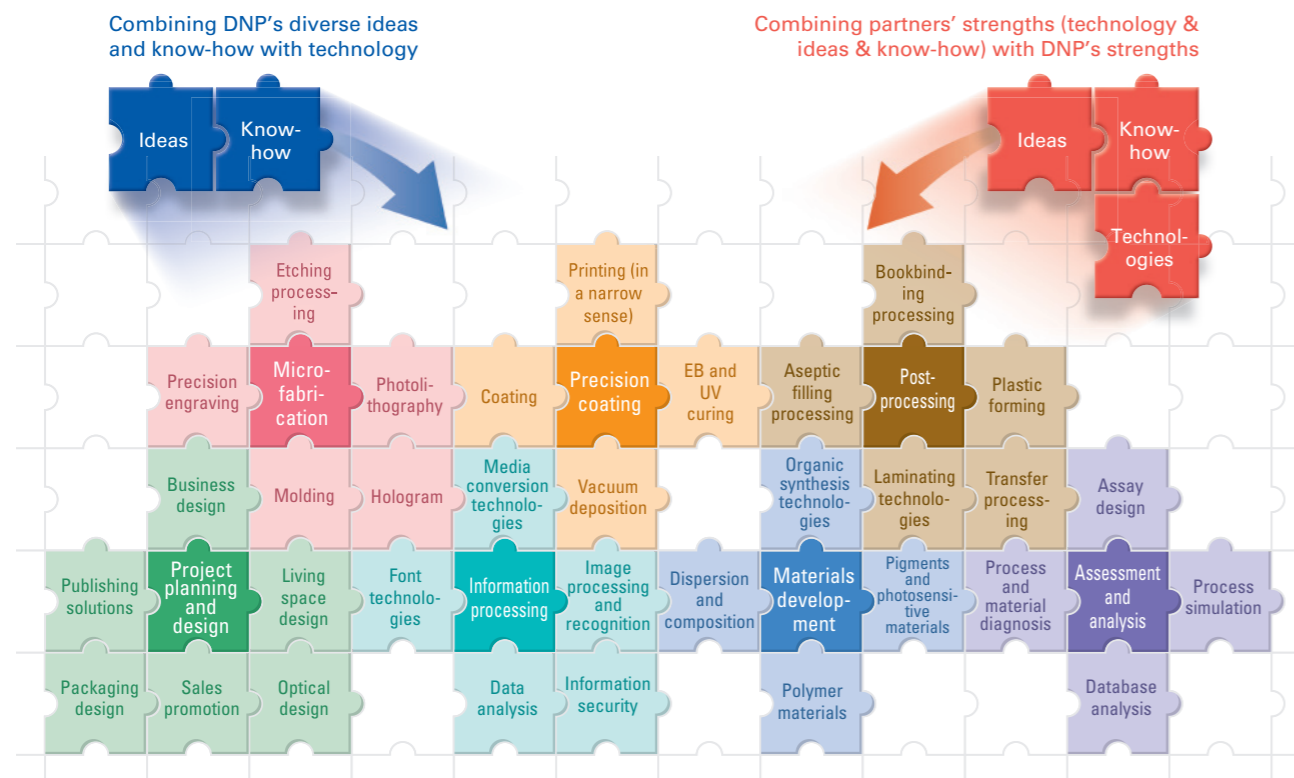 Combining DNP’s diverse ideas
and know-how with technology
Combining partners’ strengths (technology &
ideas & know-how) with DNP’s strengths
Ideas
Know-
how
Ideas
Know-
how
Technol-
ogies
Etching
process-
ing
Printing (in
a narrow
sense)
Bookbind-
ing
processing
Precision
engraving
Micro-
fabri-
cation
Photoli-
thography
Coating
Precision
coating
EB and
UV
curing
Aseptic
filling
processing
Post-
processing
Plastic
forming
Business
design
Molding
Hologram
Media
conversion
technolo-
gies
Vacuum
deposition
Organic
synthesis
technolo-
gies
Laminating
technolo-
gies
Transfer
process-
ing
Assay
design
Publishing
solutions
Project
planning
and
design
Living
space
design
Font
technolo-
gies
Information
processing
Image
processing
and
recognition
Dispersion
and
composition
Materials
develop-
ment
Pigments
and
photosensi-
tive
materials
Process
and
material
diagnosis
Assessment
and
analysis
Process
simulation
Packaging
design
Sales
promotion
Optical
design
Data
analysis
Information
security
Polymer
materials
Database
analysis